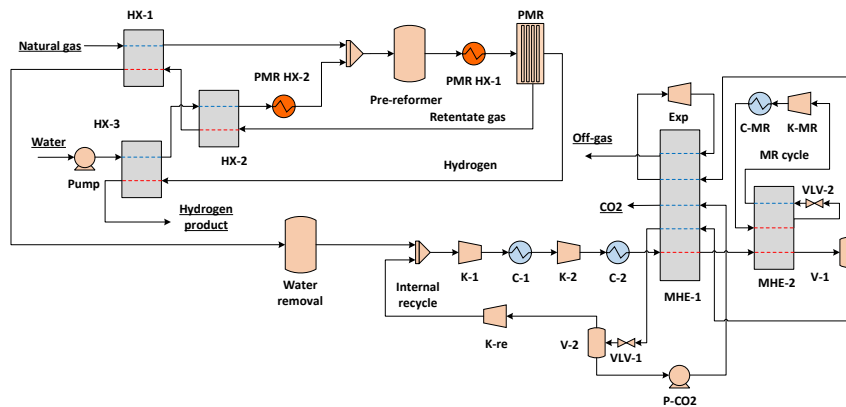 HX-1
PMR
Natural gas
PMR HX-2
Pre-reformer
PMR HX-1
Retentate gas
Water
HX-3
HX-2
Pump
Hydrogen
Hydrogen
product
Exp
C-MR
K-MR
Off-gas
MR cycle
VLV-2
CO2
Water
removal
Internal
recycle
K-1
C-1
K-2
C-2
MHE-1
MHE-2
V-1
K-re
V-2
VLV-1
P-CO2